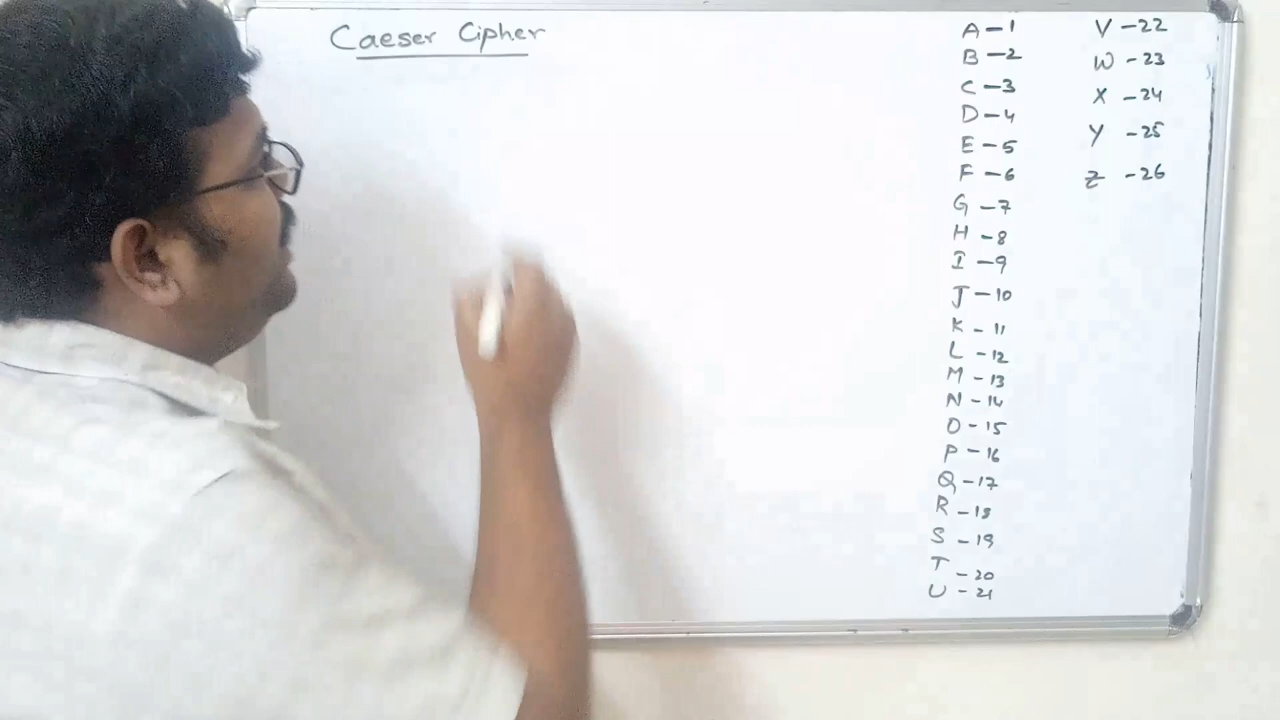 Caeser Cipher
A-1
B-2
C-3
D-4
E-5
F-6
G-7
H-8
I-9
J-10
K-11
L-12
M-13
N-14
O-15
P-16
Q-17
R-18
S-19
T-20
U-21
V-22
W-23
X-24
Y-25
Z-26